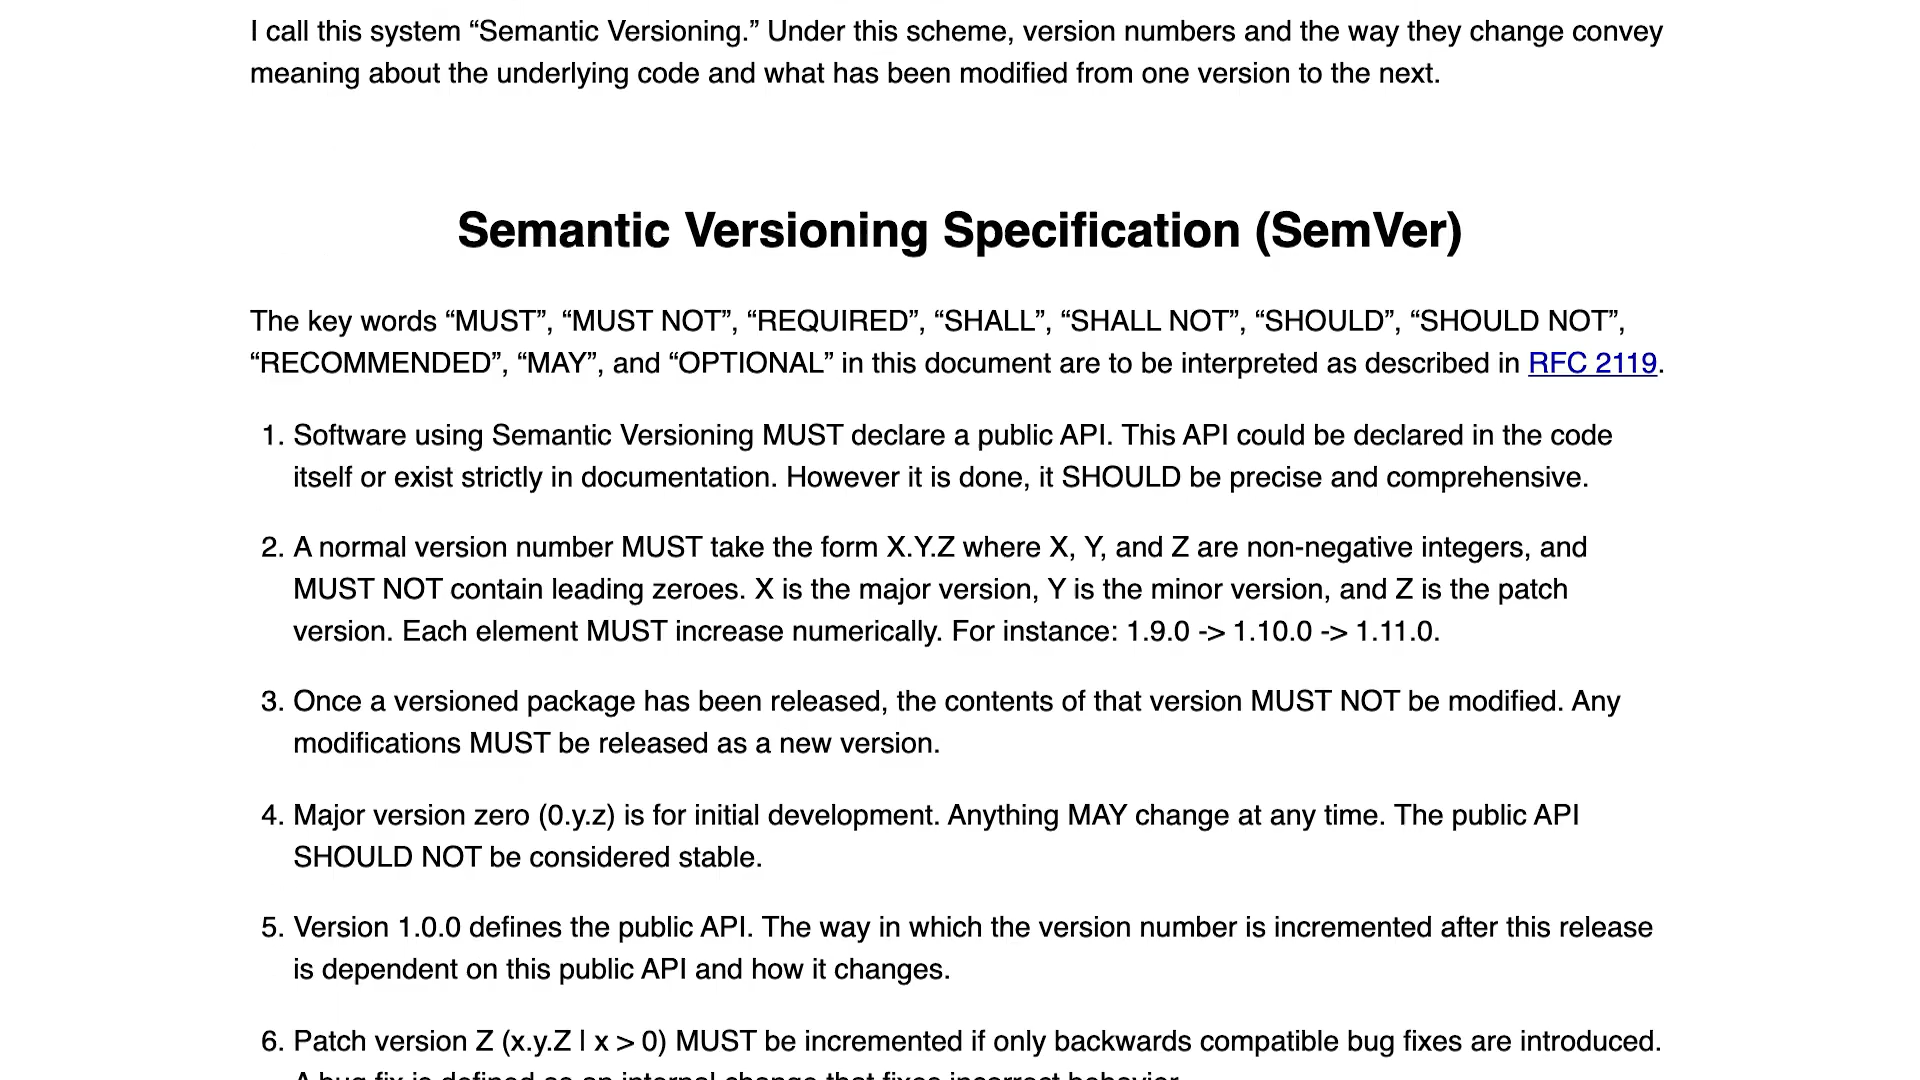 I call this system “Semantic Versioning.” Under this scheme, version numbers and the way they change convey
meaning about the underlying code and what has been modified from one version to the next.
Semantic Versioning Specification (SemVer)
The key words “MUST”, “MUST NOT”, “REQUIRED”, “SHALL”, “SHALL NOT”, “SHOULD”, “SHOULD NOT”,
“RECOMMENDED”, “MAY”, and “OPTIONAL” in this document are to be interpreted as described in RFC 2119.
1. Software using Semantic Versioning MUST declare a public API. This API could be declared in the code
itself or exist strictly in documentation. However it is done, it SHOULD be precise and comprehensive.
2. A normal version number MUST take the form X.Y.Z where X, Y, and Z are non-negative integers, and
MUST NOT contain leading zeroes. X is the major version, Y is the minor version, and Z is the patch
version. Each element MUST increase numerically. For instance: 1.9.0 -> 1.10.0 -> 1.11.0.
3. Once a versioned package has been released, the contents of that version MUST NOT be modified. Any
modifications MUST be released as a new version.
4. Major version zero (0.y.z) is for initial development. Anything MAY change at any time. The public API
SHOULD NOT be considered stable.
5. Version 1.0.0 defines the public API. The way in which the version number is incremented after this release
is dependent on this public API and how it changes.
6. Patch version Z (x.y.Z | x > 0) MUST be incremented if only backwards compatible bug fixes are introduced.
A bug fix is defined as an internal change that fixes incorrect behavior.